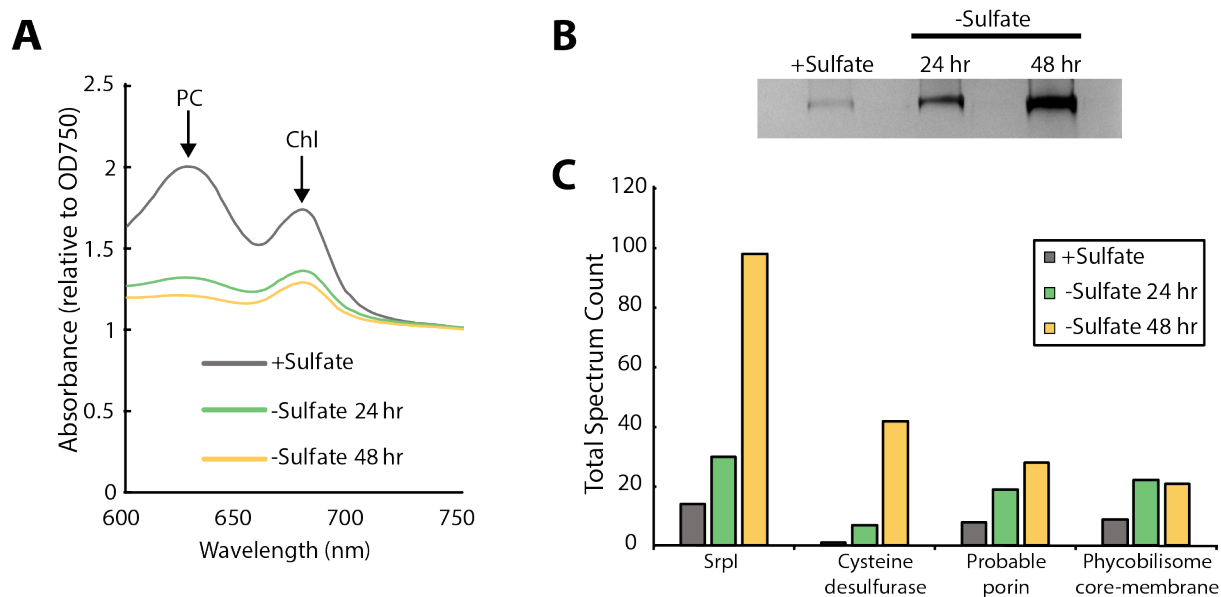 A
Absorbance (relative to OD750)
2.5
2
1.5
1
0.5
0
PC
Chl
+Sulfate
-Sulfate 24 hr
-Sulfate 48 hr
600
650
700
750
Wavelength (nm)
B
-Sulfate
+Sulfate
24 hr
48 hr
C
Total Spectrum Count
120
100
80
60
40
20
0
+Sulfate
-Sulfate 24 hr
-Sulfate 48 hr
SrpI
Cysteine
desulfurase
Probable
porin
Phycobilisome
core-membrane